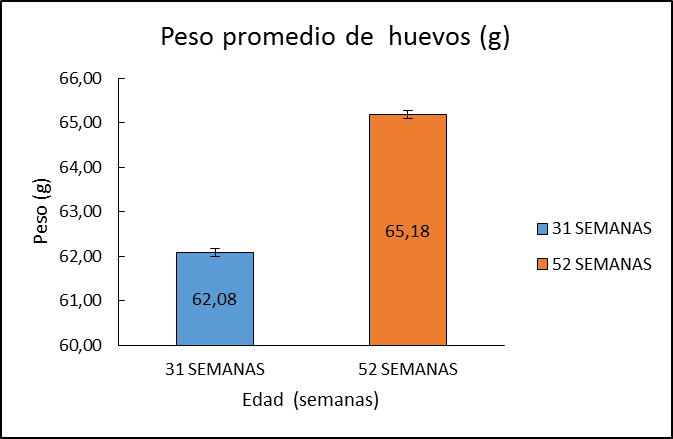 Peso promedio de huevos (g)
66,00
65,00
64,00
63,00
62,00
61,00
60,00
Peso (g)
62,08
65,18
31 SEMANAS
52 SEMANAS
Edad (semanas)
31 SEMANAS
52 SEMANAS